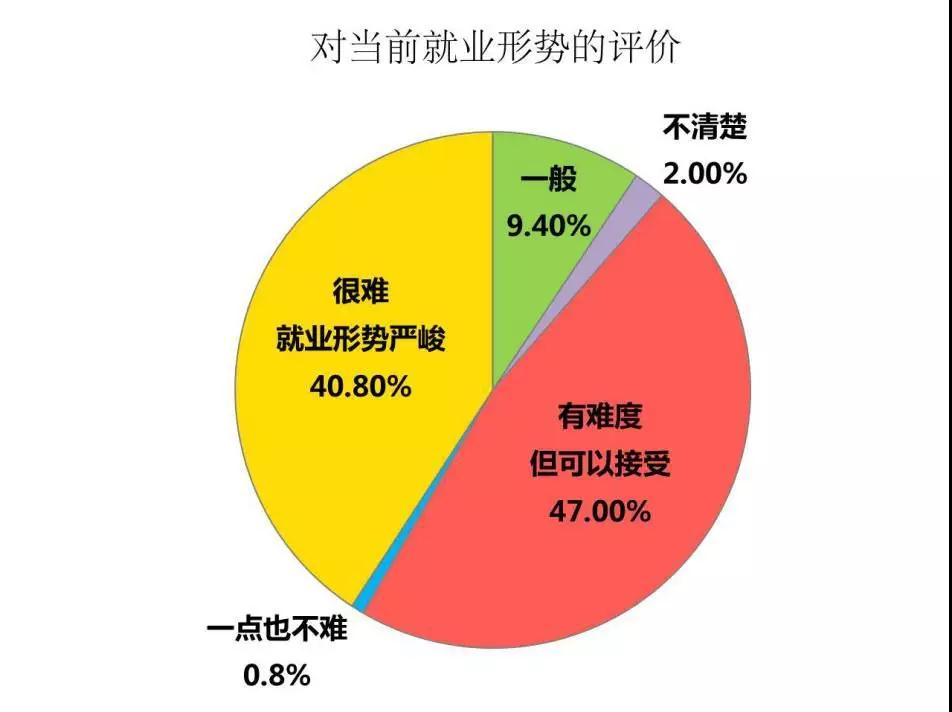 对当前就业形势的评价
不清楚
2.00%
一般
9.40%
很难
就业形势严峻
40.80%
有难度
但可以接受
47.00%
一点也不难
0.8%